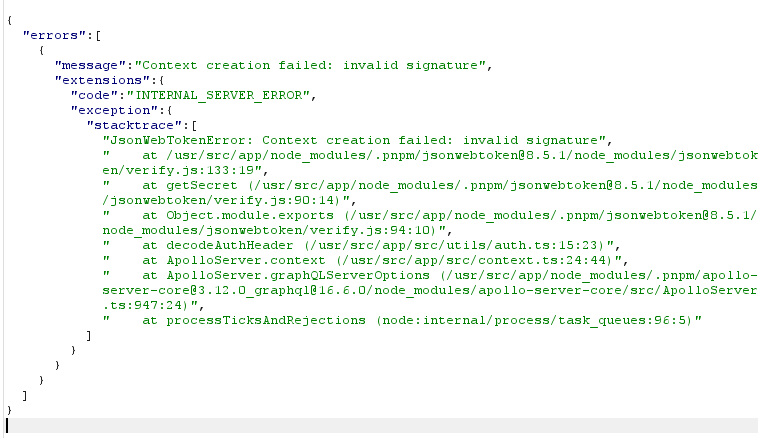 {
  "errors":[
    {
      "message":"Context creation failed: invalid signature",
      "extensions":{
        "code":"INTERNAL_SERVER_ERROR",
        "exception":{
          "stacktrace":[
            "JsonWebTokenError: Context creation failed: invalid signature",
            "    at /usr/src/app/node_modules/.pnpm/jsonwebtoken@8.5.1/node_modules/jsonwebtok
            en/verify.js:133:19",
            "    at getSecret (/usr/src/app/node_modules/.pnpm/jsonwebtoken@8.5.1/node_modules
            /jsonwebtoken/verify.js:90:14)",
            "    at Object.module.exports (/usr/src/app/node_modules/.pnpm/jsonwebtoken@8.5.1/
            node_modules/jsonwebtoken/verify.js:94:10)",
            "    at decodeAuthHeader (/usr/src/app/src/utils/auth.ts:15:23)",
            "    at ApolloServer.context (/usr/src/app/src/context.ts:24:44)",
            "    at ApolloServer.graphQLServerOptions (/usr/src/app/node_modules/.pnpm/apollo-
            server-core@3.12.0_graphql@16.6.0/node_modules/apollo-server-core/src/ApolloServer
            .ts:947:24)",
            "    at processTicksAndRejections (node:internal/process/task_queues:96:5)"
          ]
        }
      }
    }
  ]
}